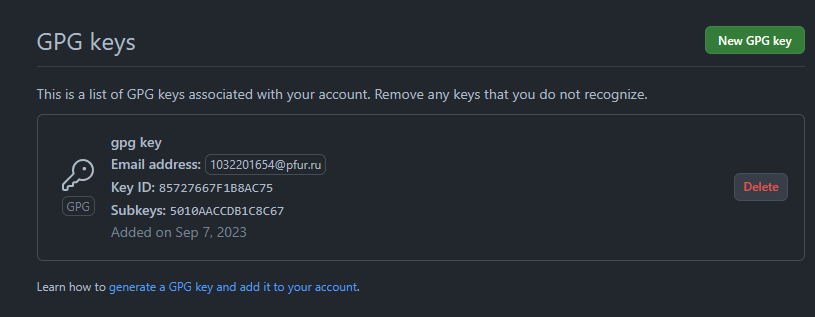 GPG keys
New GPG key
This is a list of GPG keys associated with your account. Remove any keys that you do not recognize.
gpg key
Email address: 1032201654@pfur.ru
Key ID: 85727667F1B8AC75
GPG
Subkeys: 5010AACCDB1C8C67
Delete
Added on Sep 7, 2023
Learn how to generate a GPG key and add it to your account.